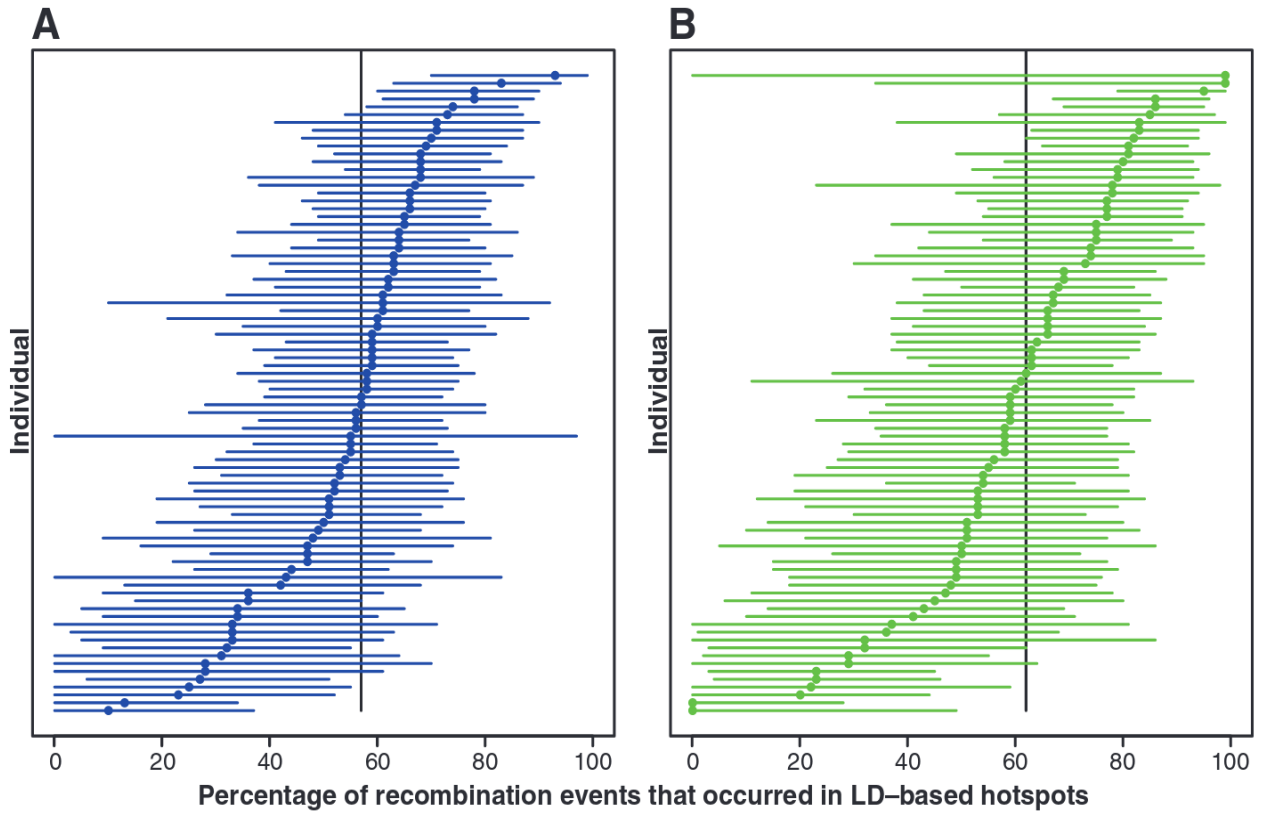 A
B
Individual
Individual
0 20 40 60 80 100
0 20 40 60 80 100
Percentage of recombination events that occurred in LD–based hotspots